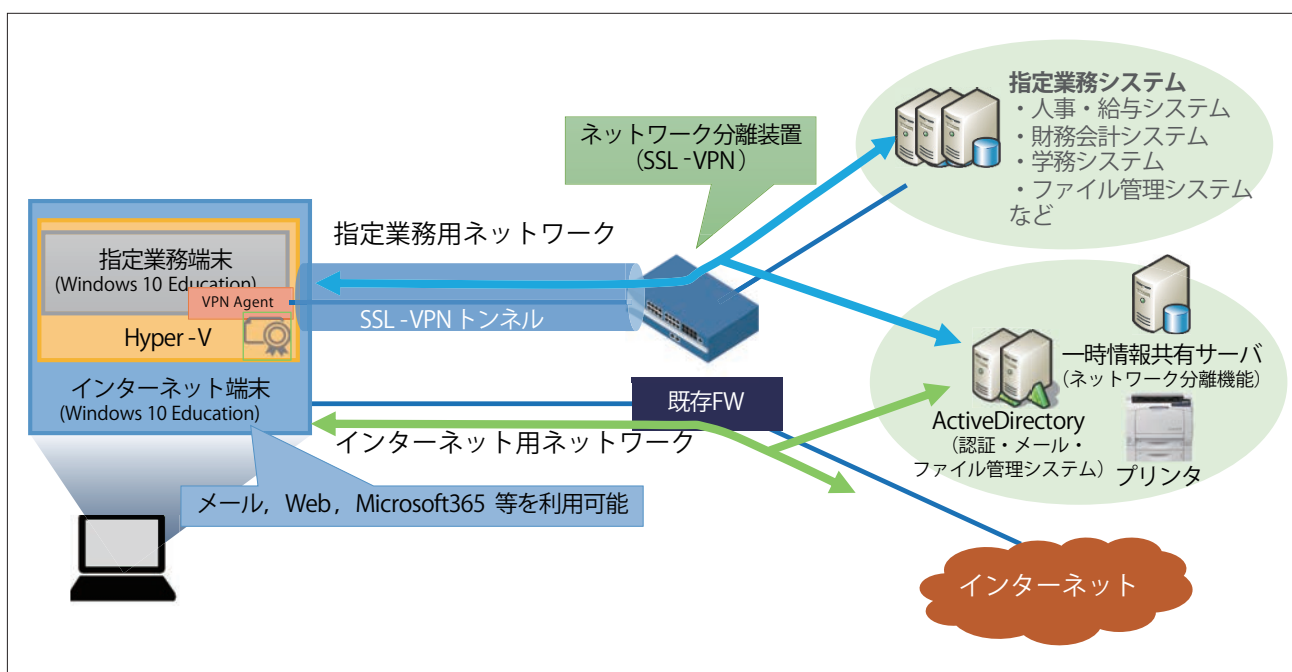 指定業務システム
・人事・給与システム
・財務会計システム
・学務システム
・ファイル管理システム
など
ネットワーク分離装置
（SSL-VPN）
指定業務用ネットワーク
指定業務端末
(Windows 10 Education)
VPN Agent
SSL-VPNトンネル
Hyper-V
一時情報共有サーバ
（ネットワーク分離機能）
インターネット端末
(Windows 10 Education)
既存FW
ActiveDirectory
（認証・メール・
ファイル管理システム）
プリンタ
インターネット用ネットワーク
メール，Web，Microsoft365 等を利用可能
インターネット